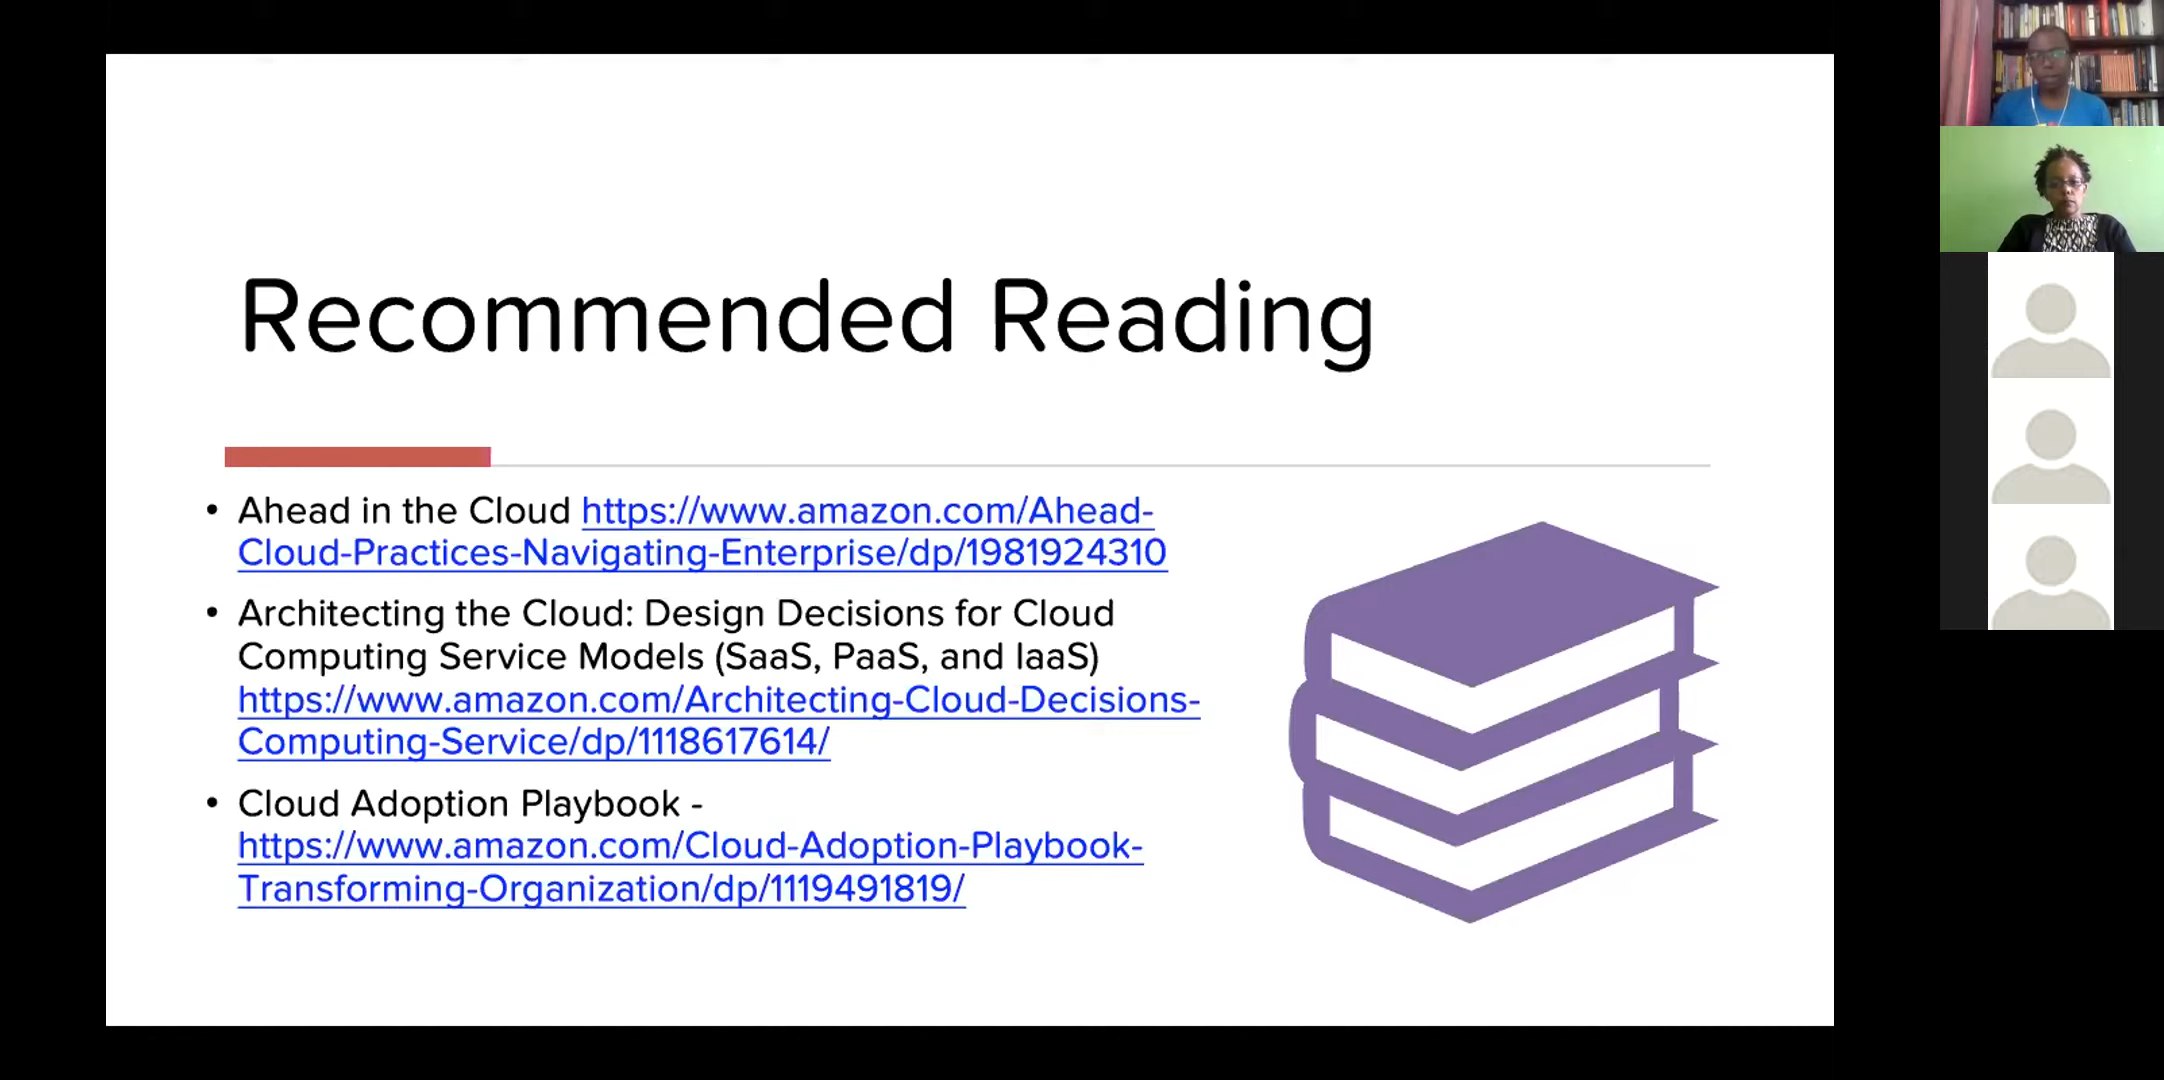 Recommended Reading
• Ahead in the Cloud https://www.amazon.com/Ahead-
Cloud-Practices-Navigating-Enterprise/dp/1981924310
• Architecting the Cloud: Design Decisions for Cloud
Computing Service Models (SaaS, PaaS, and IaaS)
https://www.amazon.com/Architecting-Cloud-Decisions-
Computing-Service/dp/1118617614/
• Cloud Adoption Playbook -
https://www.amazon.com/Cloud-Adoption-Playbook-
Transforming-Organization/dp/1119491819/